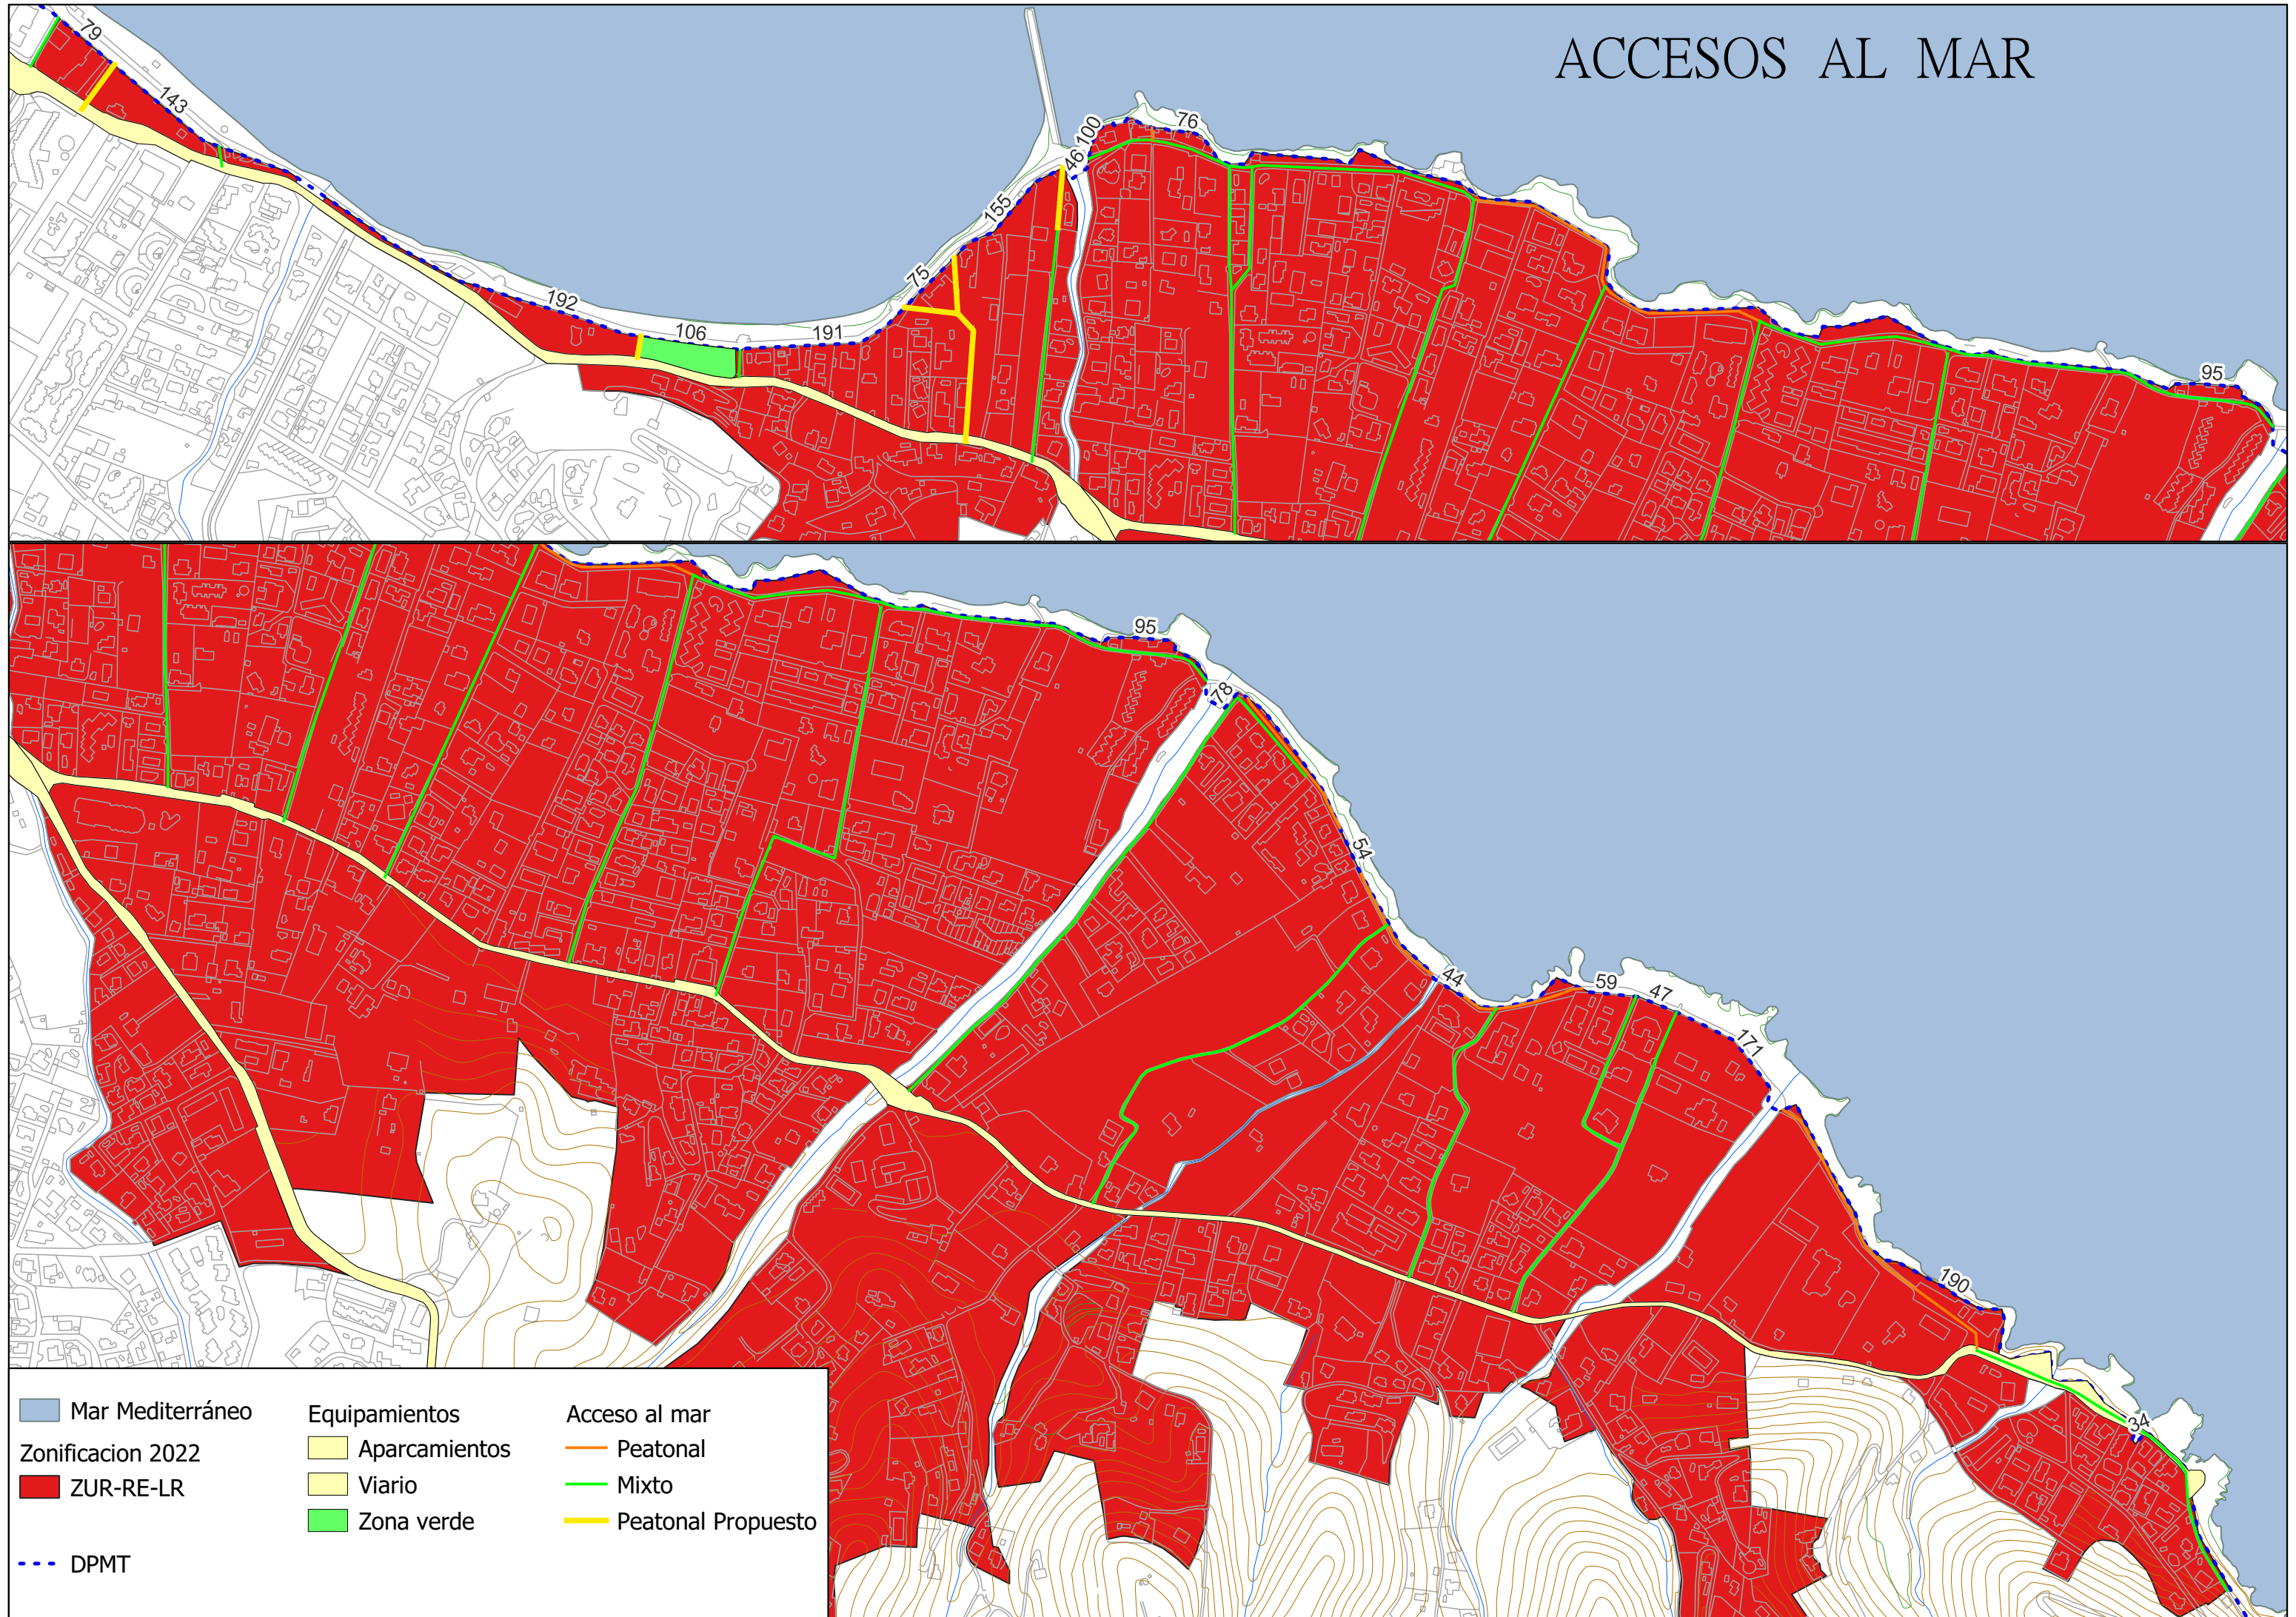 ACCESOS AL MAR
79
143
192
106
191
75
155
46
100
76
95
95
78
54
44
59
47
171
190
34
Mar Mediterráneo
Zonificacion 2022
ZUR-RE-LR
DPMT
Equipamientos
Aparcamientos
Viario
Zona verde
Acceso al mar
Peatonal
Mixto
Peatonal Propuesto